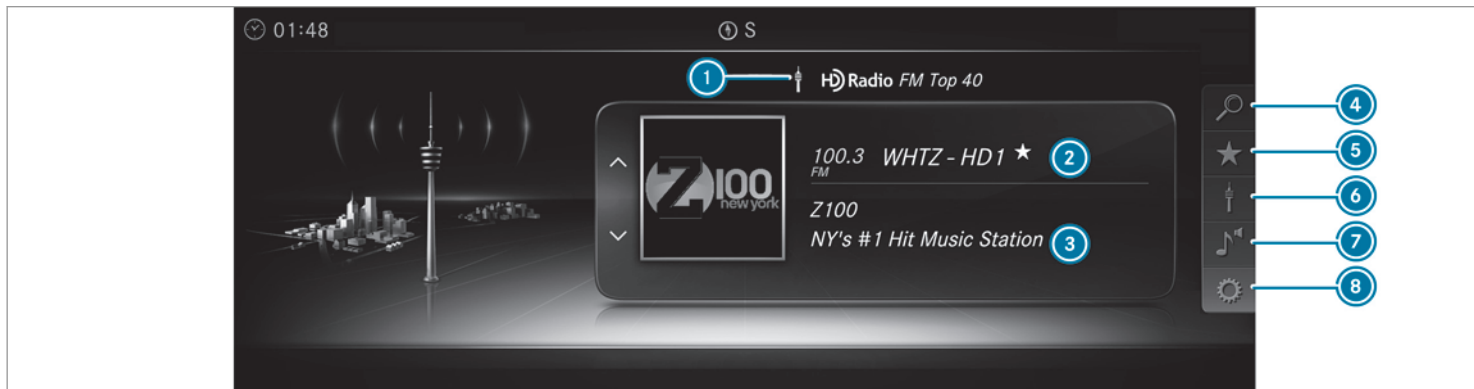 01:48
S
1
HD Radio FM Top 40
4
Z100
new york
100.3 WHTZ - HD1 ★ 2
FM
5
Z100
6
NY's #1 Hit Music Station 3
7
8